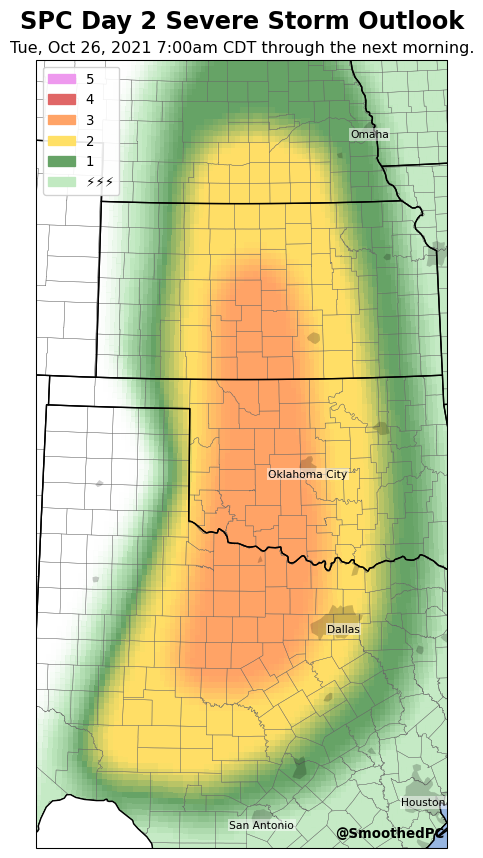 SPC Day 2 Severe Storm Outlook
Tue, Oct 26, 2021 7:00am CDT through the next morning.
5
4
3
2
1
⚡⚡⚡
Omaha
Oklahoma City
Dallas
Houston
San Antonio
@SmoothedPC